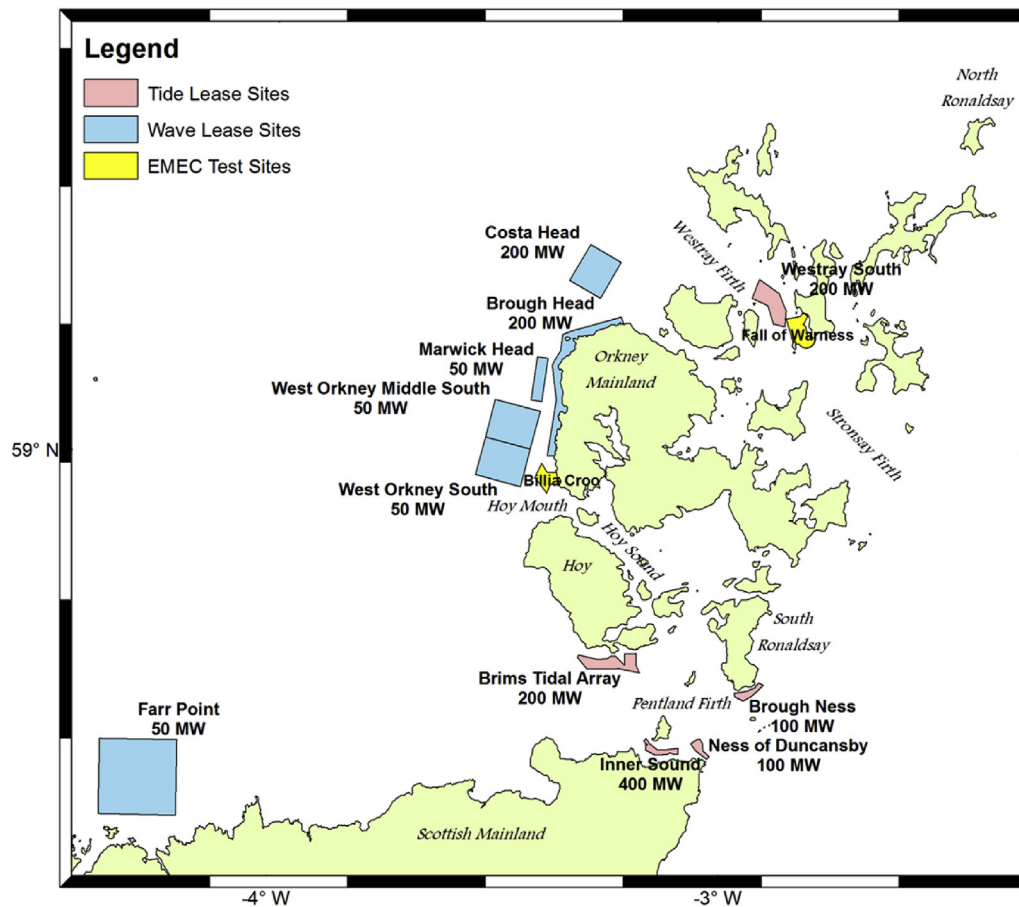 Legend
Tide Lease Sites
Wave Lease Sites
EMEC Test Sites
North
Ronaldsay
Costa Head
200 MW
Westray Firth
Westray South
200 MW
Brough Head
200 MW
Fall of Warness
Marwick Head
50 MW
Orkney
Mainland
West Orkney Middle South
50 MW
Stronsay Firth
59° N
West Orkney South
50 MW
Billia Croo
Hoy Mouth
Hoy Sound
Hoy
South
Ronaldsay
Brims Tidal Array
200 MW
Pentland Firth
Brough Ness
100 MW
Farr Point
50 MW
Ness of Duncansby
100 MW
Inner Sound
400 MW
Scottish Mainland
-4° W
-3° W